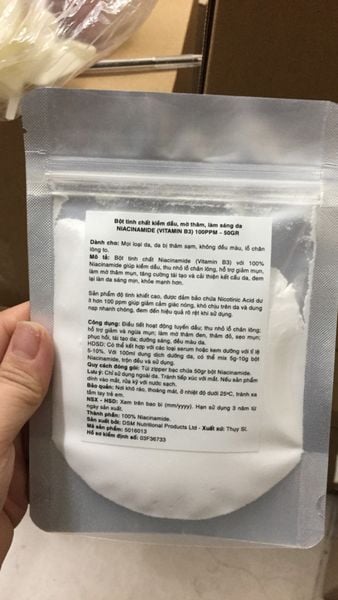 Bột tinh chất kiềm dầu, mờ thâm, làm sáng da
NIACINAMIDE (VITAMIN B3) 100PPM – 50GR
Dành cho: Mọi loại da, da bị thâm sạm, không đều màu, lỗ chân
lông to.
Mô tả: Bột tinh chất Niacinamide (Vitamin B3) với 100%
Niacinamide giúp kiềm dầu, thu nhỏ lỗ chân lông, hỗ trợ giảm mụn,
làm mờ thâm mụn, tăng cường tái tạo và cải thiện kết cấu da, đem
lại làn da sáng mịn, khỏe mạnh hơn.
Sản phẩm độ tinh khiết cao, được đảm bảo chứa Nicotinic Acid dư
ở hơn 100 ppm giúp giảm cảm giác nóng, khó chịu trên da và dung
nạp nhanh chóng, đem đến hiệu quả rõ rệt khi sử dụng.
Công dụng: Điều tiết hoạt động tuyến dầu; thu nhỏ lỗ chân lông;
hỗ trợ giảm và ngừa mụn; làm mờ thâm đen, thâm đỏ, sẹo mụn;
phục hồi, tái tạo da; dưỡng sáng, đều màu da.
HDSD: Có thể kết hợp với các loại serum hoặc kem dưỡng với tỉ lệ
5-10%. Với 100ml dung dịch dưỡng da, có thể mix 5g-10g bột
Niacinamide, trộn đều và sử dụng.
Quy cách đóng gói: Túi zipper bạc chứa 50gr bột Niacinamide.
Lưu ý: Chỉ sử dụng ngoài da. Tránh tiếp xúc với mắt. Nếu sản phẩm
dính vào mắt, rửa kỹ với nước sạch.
Bảo quản: Nơi khô ráo, thoáng mát, ở nhiệt độ dưới 25ºC, tránh xa
tầm tay trẻ em.
NSX - HSD: Xem trên bao bì (mm/yyyy). Hạn sử dụng 3 năm từ
ngày sản xuất.
Thành phần: 100% Niacinamide.
Sản xuất bởi: DSM Nutritional Products Ltd - Xuất xứ: Thụy Sĩ.
Mã sản phẩm: 5016013
Hồ sơ kiểm định số: 03F36733